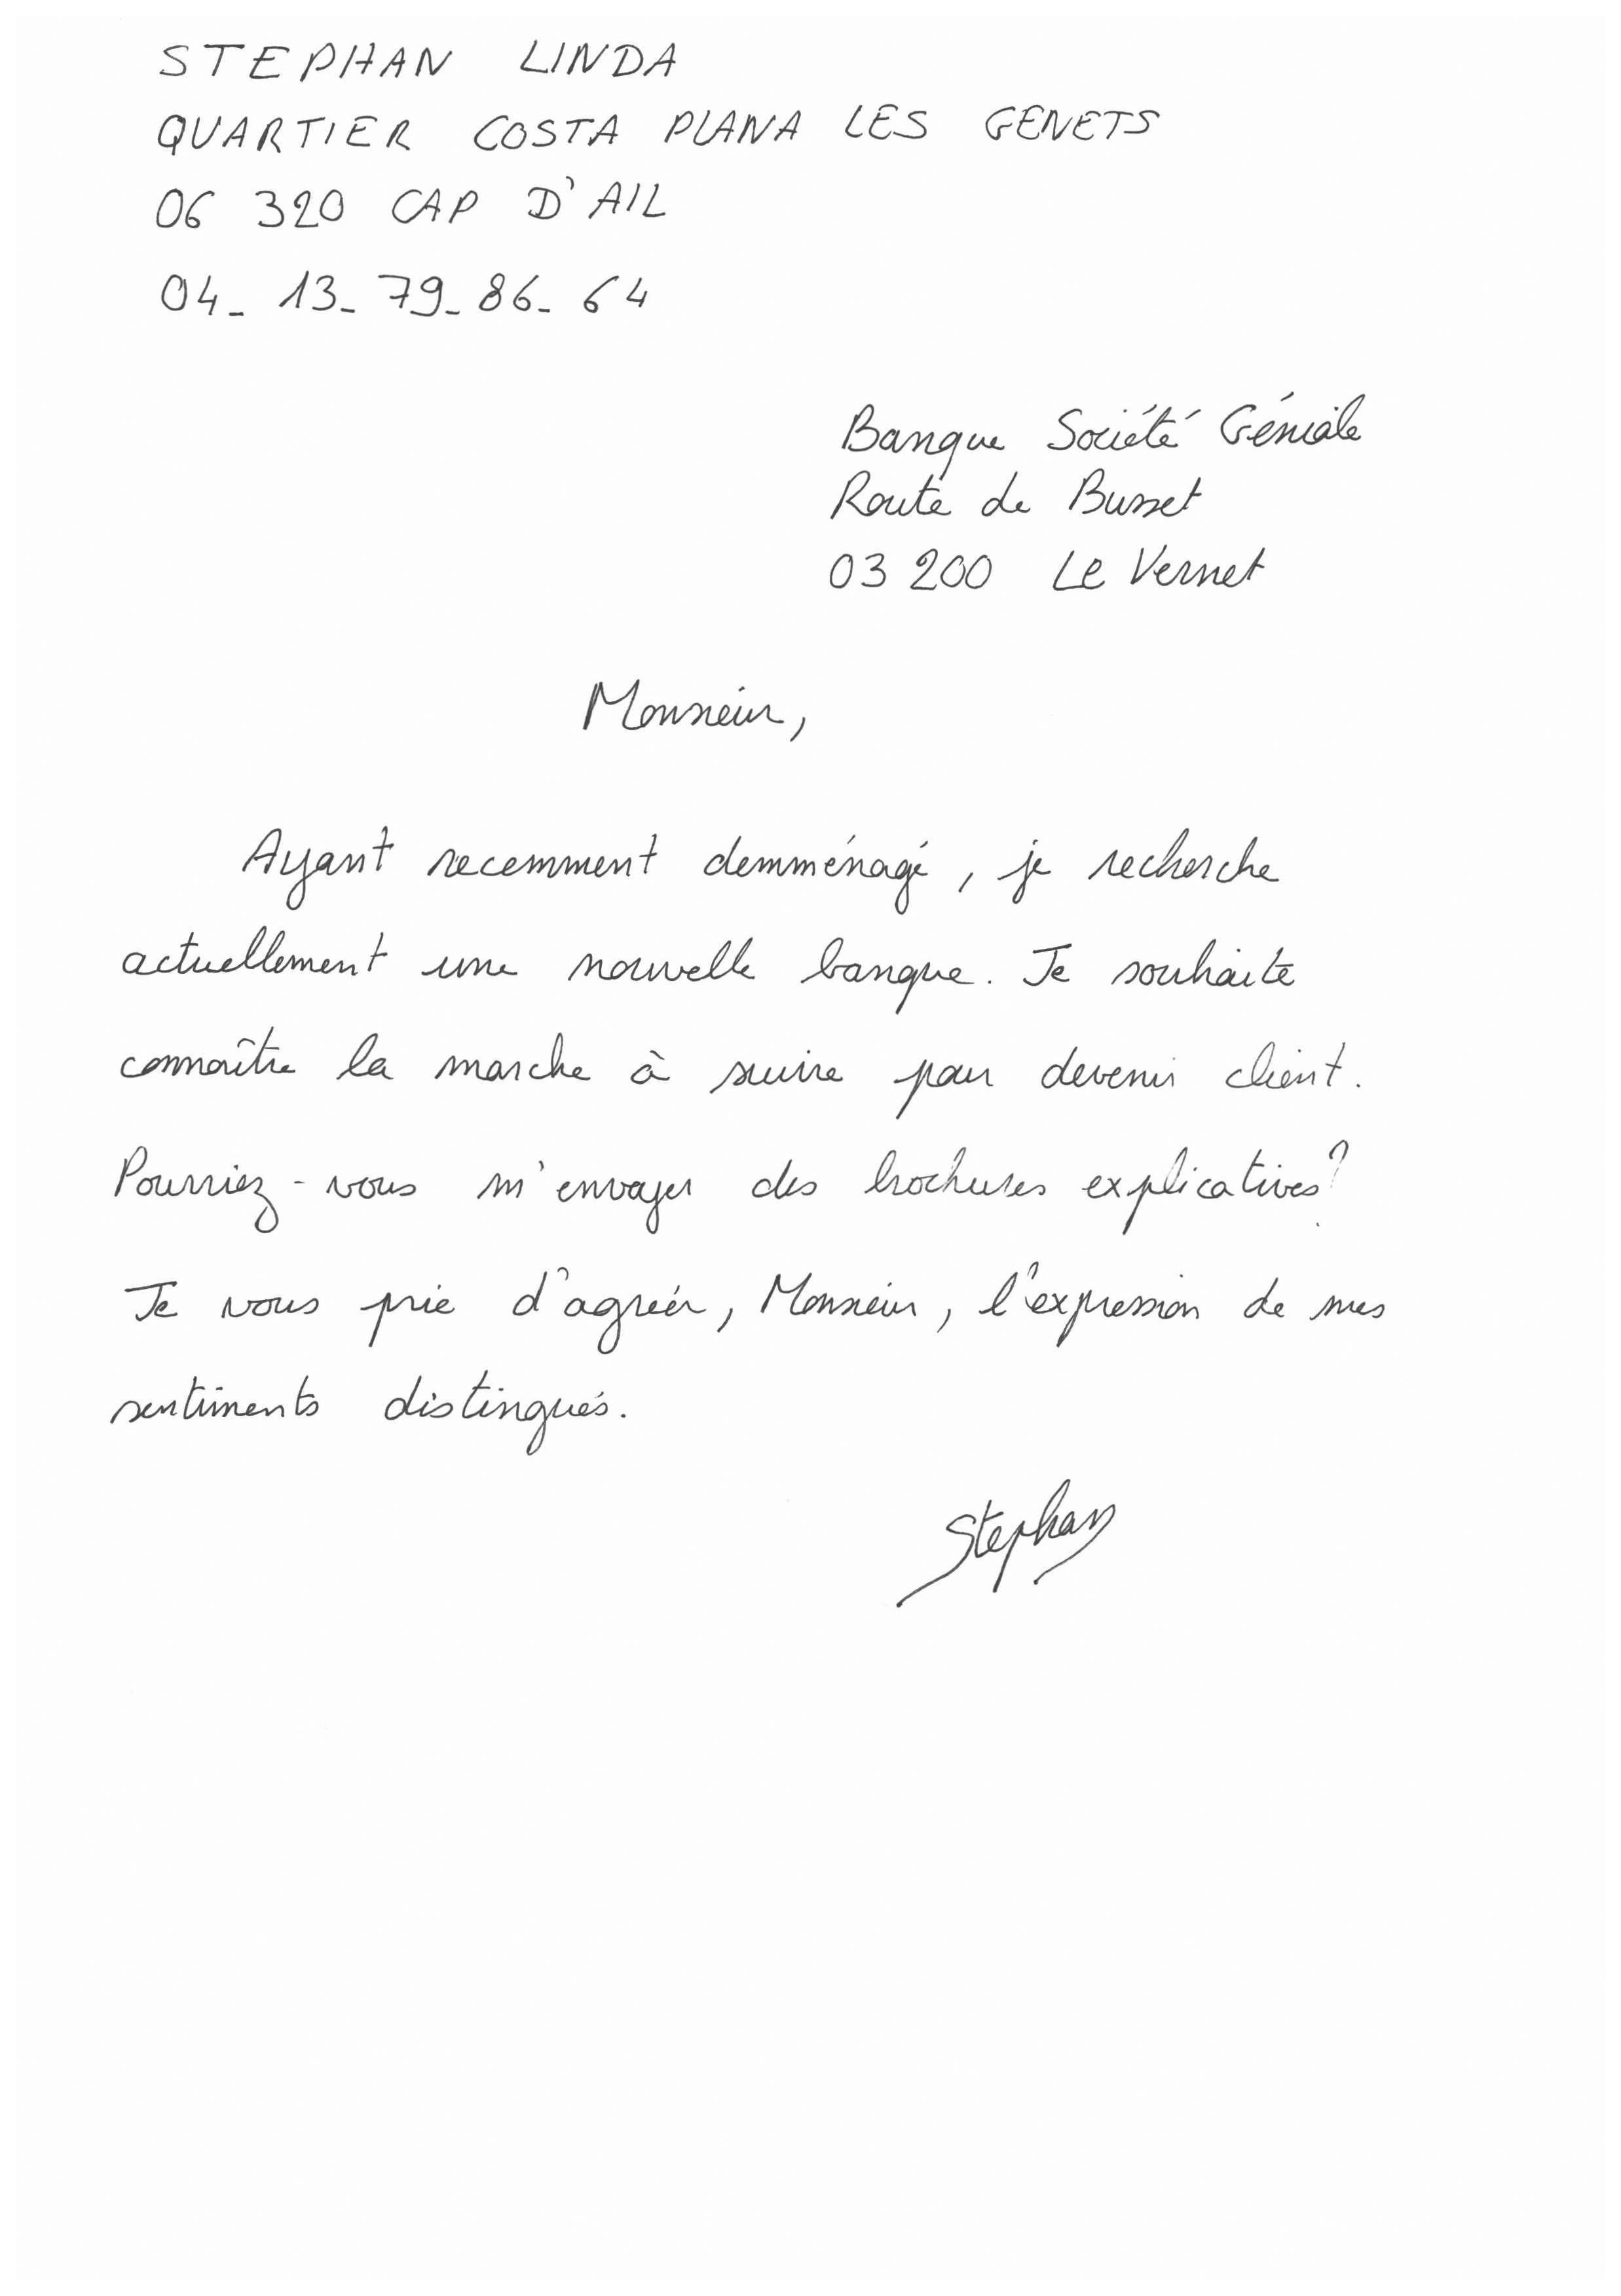 STEPHAN LINDA
QUARTIER COSTA PLANA LES GENETS
06 320 CAP D'AIL
04_ 13_ 79_ 86_ 64
Banque Société Géniale
Route de Busset
03 200 Le Vernet
Monsieur,
Ayant recemment demménagé, je recherche
actuellement une nouvelle banque. Je souhaite
connaître la marche à suivre pour devenir client.
Pourriez-vous m'envoyer des brochures explicatives?
Je vous prie d'agréér, Monsieur, l'expression de mes
sentiments distingués.
Stephan